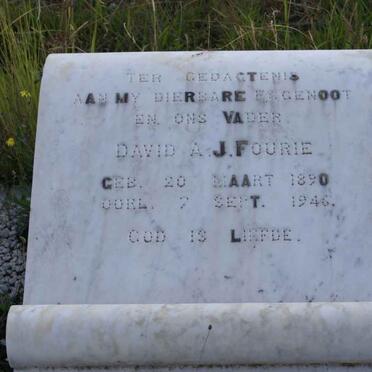 TER GEDACTENIS
AAN MY DIERBARE EGGENOOT
EN ONS VADER
DAVID A.J. FOURIE
GEB. 20 MAART 1890
OORL. 7 SEPT. 1946.
GOD IS LIEFDE.